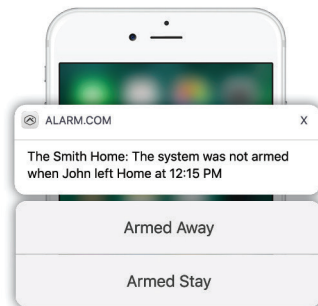 ALARM.COM X
The Smith Home: The system was not armed
when John left Home at 12:15 PM
Armed Away
Armed Stay